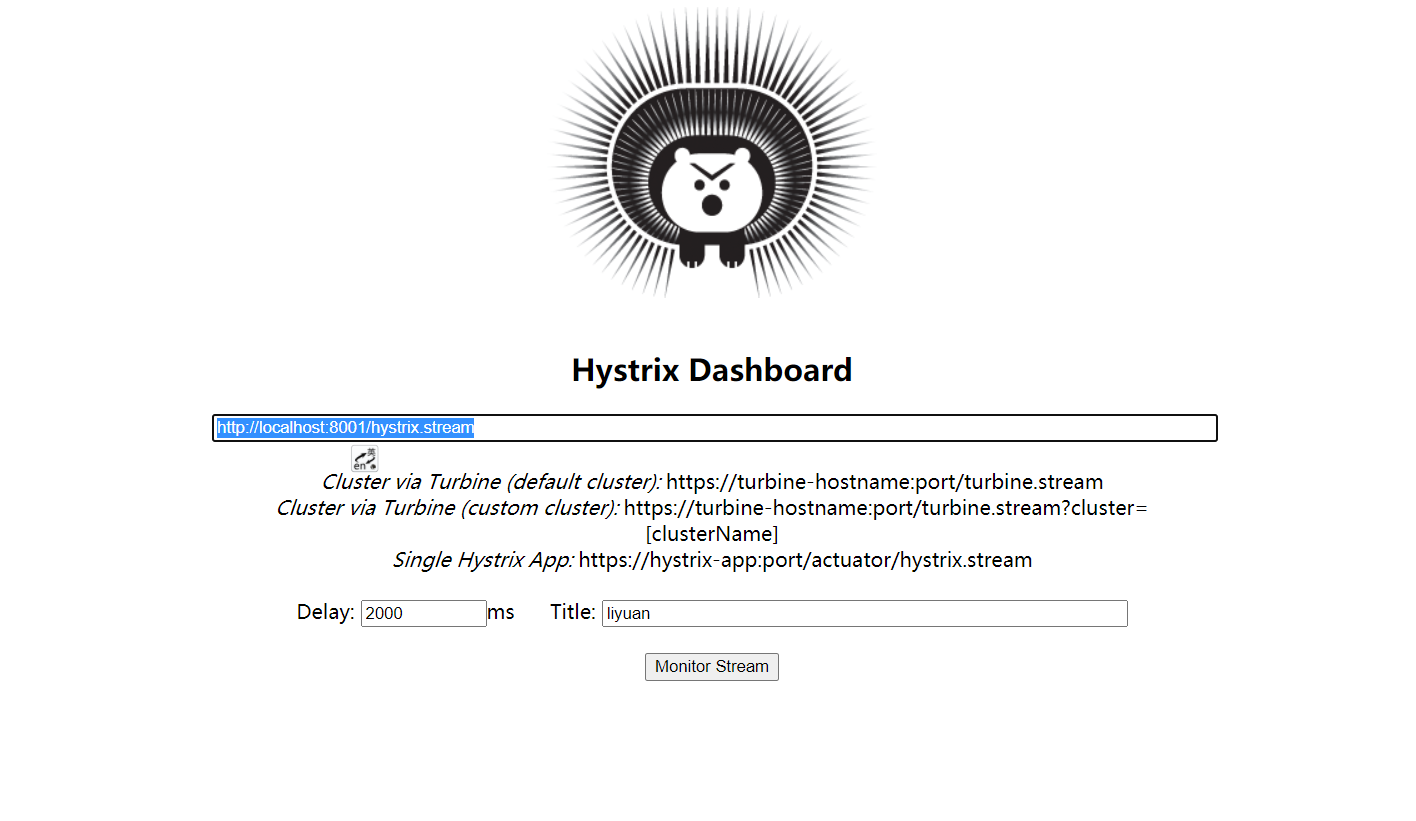 Hystrix Dashboard
http://localhost:8001/hystrix.stream
英
en
Cluster via Turbine (default cluster): https://turbine-hostname:port/turbine.stream
Cluster via Turbine (custom cluster): https://turbine-hostname:port/turbine.stream?cluster=
[clusterName]
Single Hystrix App: https://hystrix-app:port/actuator/hystrix.stream
Delay: 2000 ms Title: liyuan
Monitor Stream